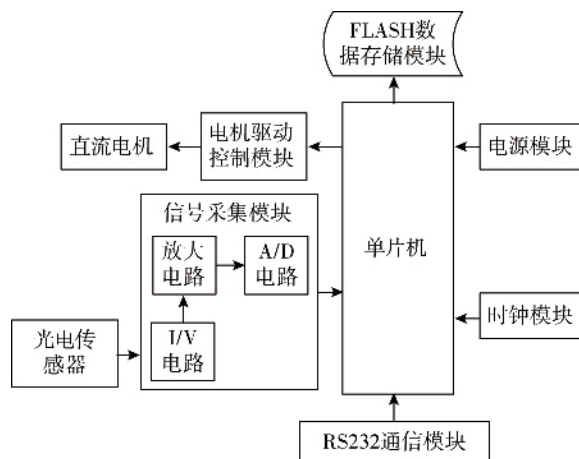 FLASH数
据存储模块
直流电机
电机驱动
控制模块
电源模块
信号采集模块
放大
电路
A/D
电路
单片机
I/V
电路
光电传
感器
时钟模块
RS232通信模块